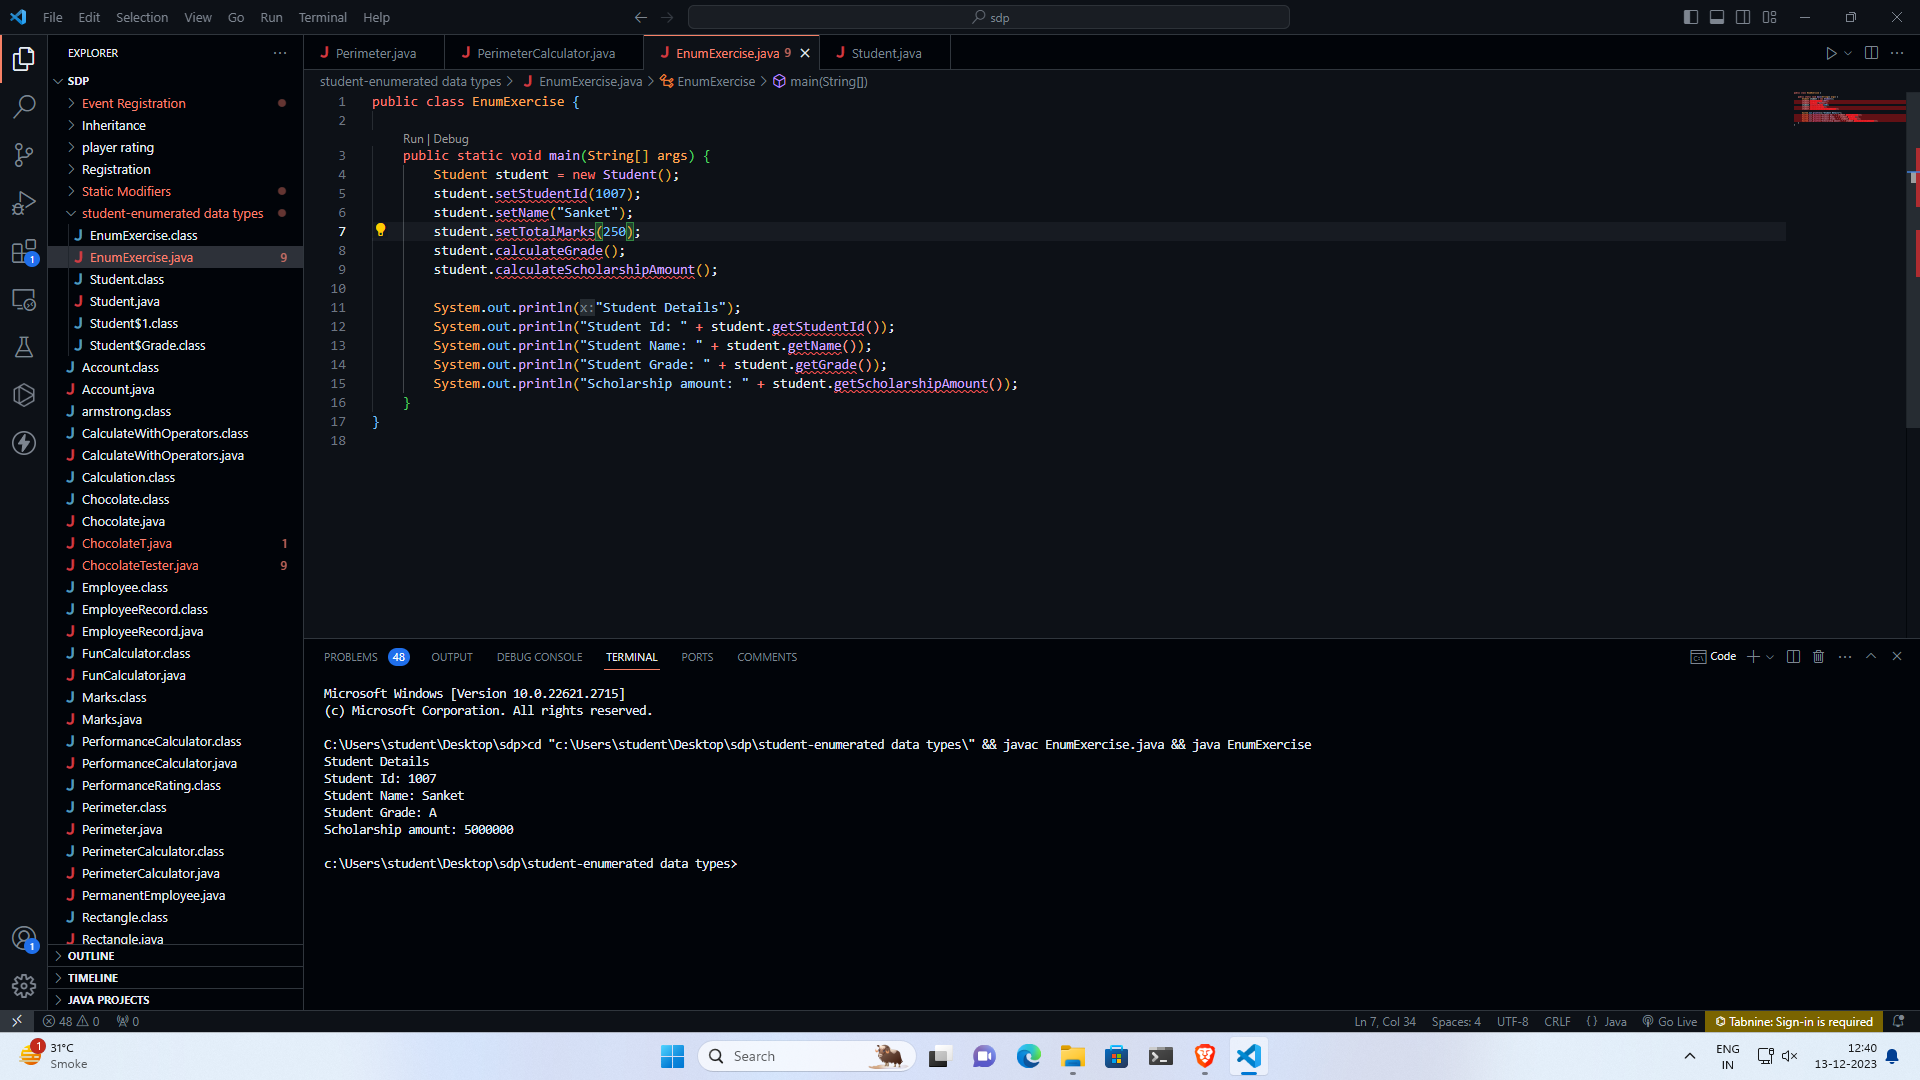 File Edit Selection View Go Run Terminal Help
sdp
EXPLORER
SDP
Event Registration
Inheritance
player rating
Registration
Static Modifiers
student-enumerated data types
EnumExercise.class
EnumExercise.java 9
Student.class
Student.java
Student$1.class
Student$Grade.class
Account.class
Account.java
armstrong.class
CalculateWithOperators.class
CalculateWithOperators.java
Calculation.class
Chocolate.class
Chocolate.java
ChocolateT.java 1
ChocolateTester.java 9
Employee.class
EmployeeRecord.class
EmployeeRecord.java
FunCalculator.class
FunCalculator.java
Marks.class
Marks.java
PerformanceCalculator.class
PerformanceCalculator.java
PerformanceRating.class
Perimeter.class
Perimeter.java
PerimeterCalculator.class
PerimeterCalculator.java
PermanentEmployee.java
Rectangle.class
Rectangle.java
OUTLINE
TIMELINE
JAVA PROJECTS
1
1
Perimeter.java PerimeterCalculator.java EnumExercise.java 9 Student.java
student-enumerated data types > EnumExercise.java > EnumExercise > main(String[])
1 public class EnumExercise {
2
Run | Debug
3 public static void main(String[] args) {
4 Student student = new Student();
5 student.setStudentId(1007);
6 student.setName("Sanket");
7 student.setTotalMarks(250);
8 student.calculateGrade();
9 student.calculateScholarshipAmount();
10
11 System.out.println(x:"Student Details");
12 System.out.println("Student Id: " + student.getStudentId());
13 System.out.println("Student Name: " + student.getName());
14 System.out.println("Student Grade: " + student.getGrade());
15 System.out.println("Scholarship amount: " + student.getScholarshipAmount());
16 }
17 }
18
PROBLEMS 48 OUTPUT DEBUG CONSOLE TERMINAL PORTS COMMENTS
Code
Microsoft Windows [Version 10.0.22621.2715]
(c) Microsoft Corporation. All rights reserved.
C:\Users\student\Desktop\sdp>cd "c:\Users\student\Desktop\sdp\student-enumerated data types\" && javac EnumExercise.java && java EnumExercise
Student Details
Student Id: 1007
Student Name: Sanket
Student Grade: A
Scholarship amount: 5000000
c:\Users\student\Desktop\sdp\student-enumerated data types>
48 0 0
Ln 7, Col 34 Spaces: 4 UTF-8 CRLF {} Java Go Live Tabnine: Sign-in is required
1
31°C
Smoke
Search
ENG
IN
12:40
13-12-2023